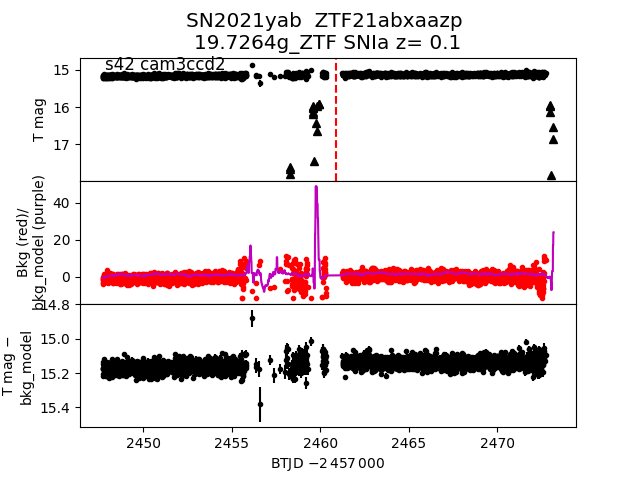 SN2021yab  ZTF21abxaazp
19.7264g_ZTF SNIa z= 0.1
s42 cam3ccd2
15
16
17
T mag
40
20
0
Bkg (red)/
bkg_model (purple)
14.8
15.0
15.2
15.4
T mag −
bkg_model
2450
2455
2460
2465
2470
BTJD −2 457 000